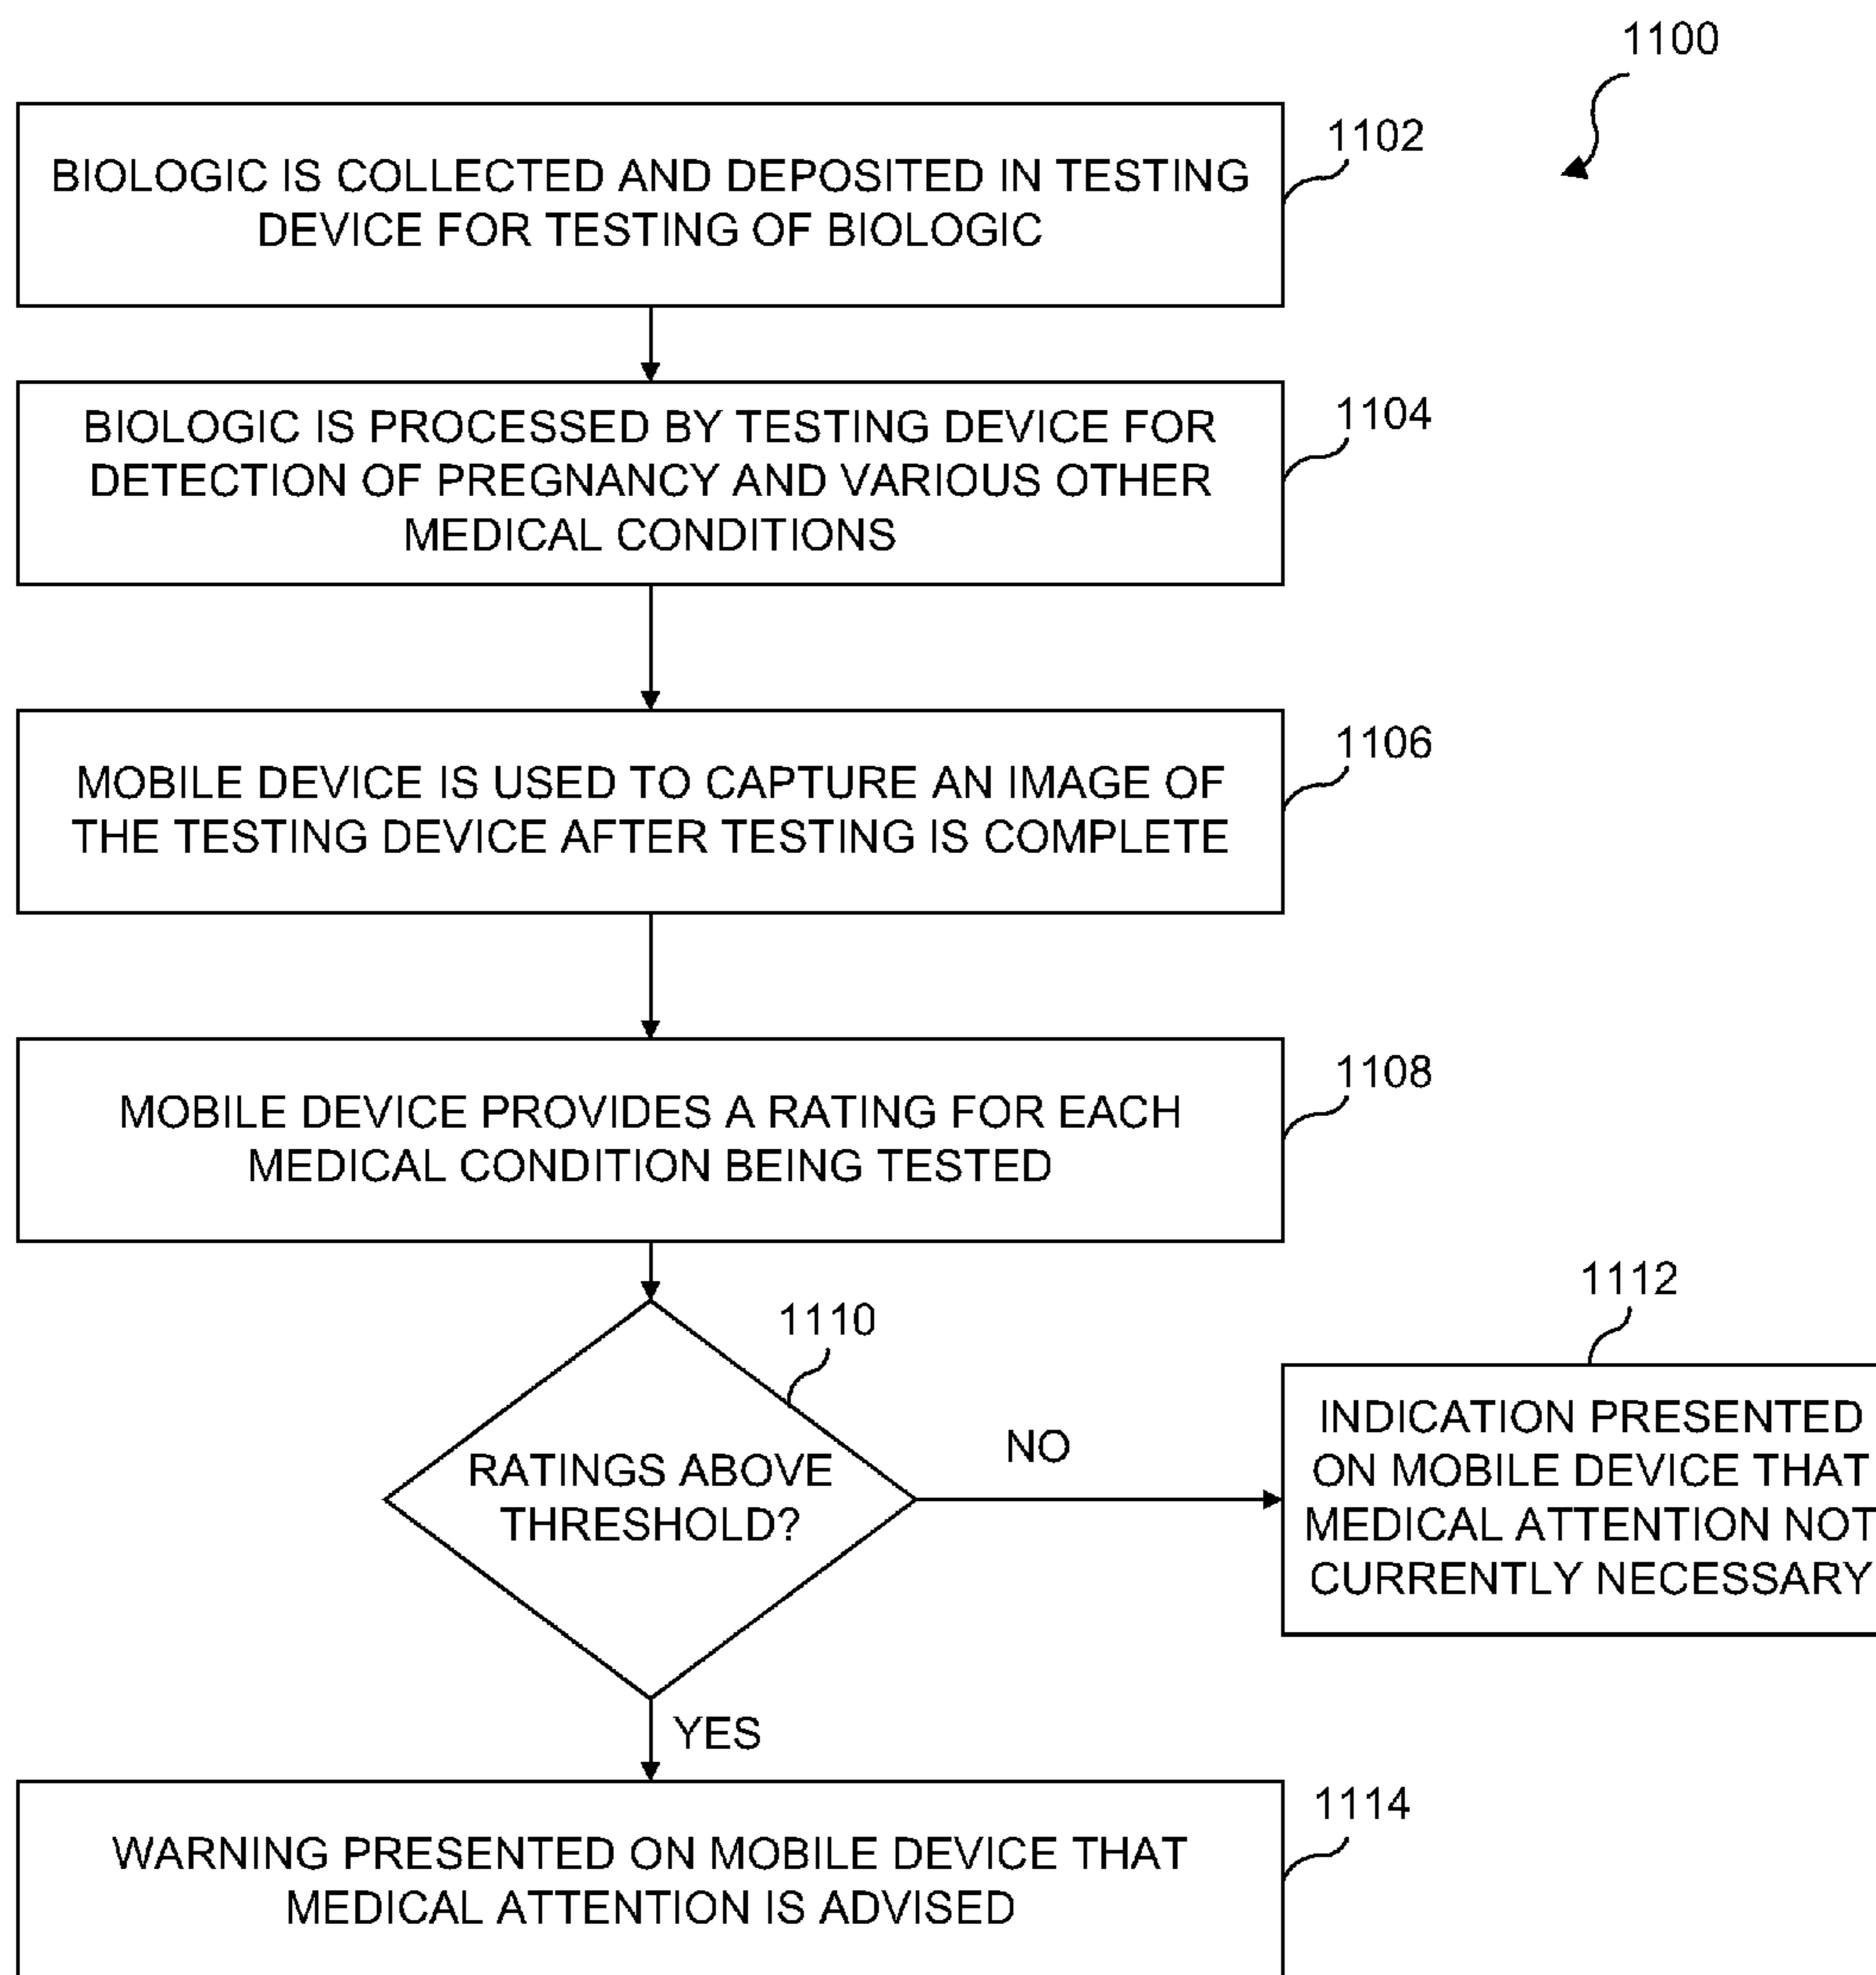 1100
1102
BIOLOGIC IS COLLECTED AND DEPOSITED IN TESTING
DEVICE FOR TESTING OF BIOLOGIC
1104
BIOLOGIC IS PROCESSED BY TESTING DEVICE FOR
DETECTION OF PREGNANCY AND VARIOUS OTHER
MEDICAL CONDITIONS
1106
MOBILE DEVICE IS USED TO CAPTURE AN IMAGE OF
THE TESTING DEVICE AFTER TESTING IS COMPLETE
1108
MOBILE DEVICE PROVIDES A RATING FOR EACH
MEDICAL CONDITION BEING TESTED
1110
RATINGS ABOVE
THRESHOLD?
NO
1112
INDICATION PRESENTED
ON MOBILE DEVICE THAT
MEDICAL ATTENTION NOT
CURRENTLY NECESSARY
YES
1114
WARNING PRESENTED ON MOBILE DEVICE THAT
MEDICAL ATTENTION IS ADVISED